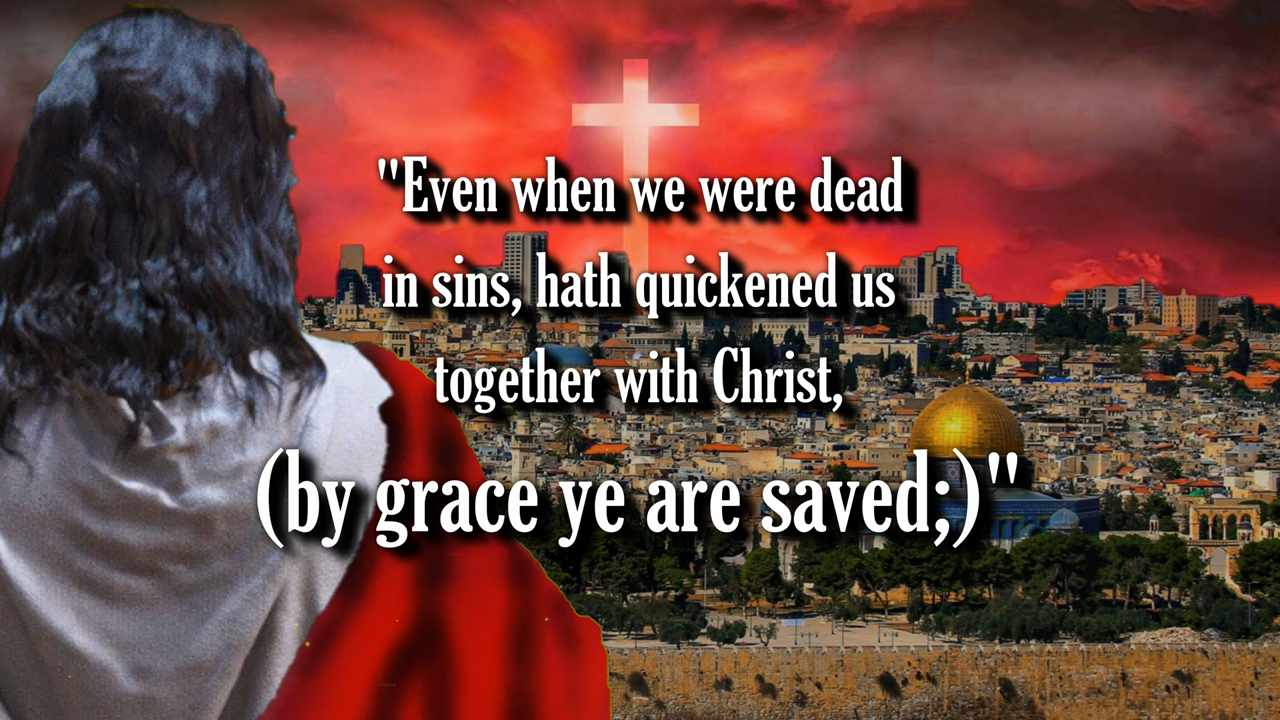 "Even when we were dead
in sins, hath quickened us
together with Christ,
(by grace ye are saved;)"